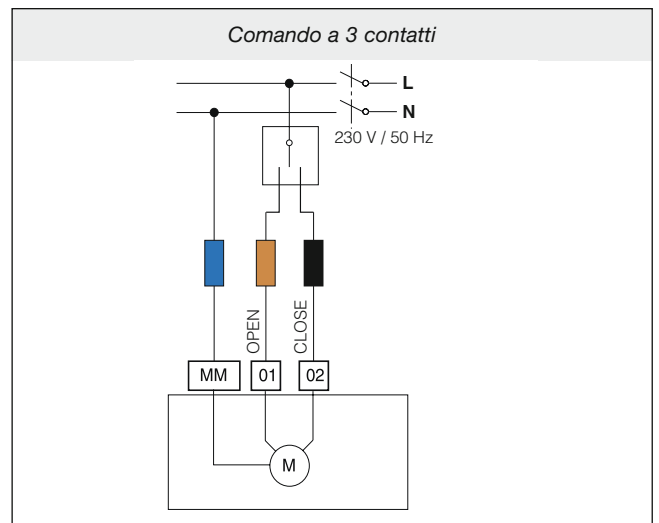 Comando a 3 contatti
L
N
230 V / 50 Hz
OPEN
CLOSE
MM
01
02
M